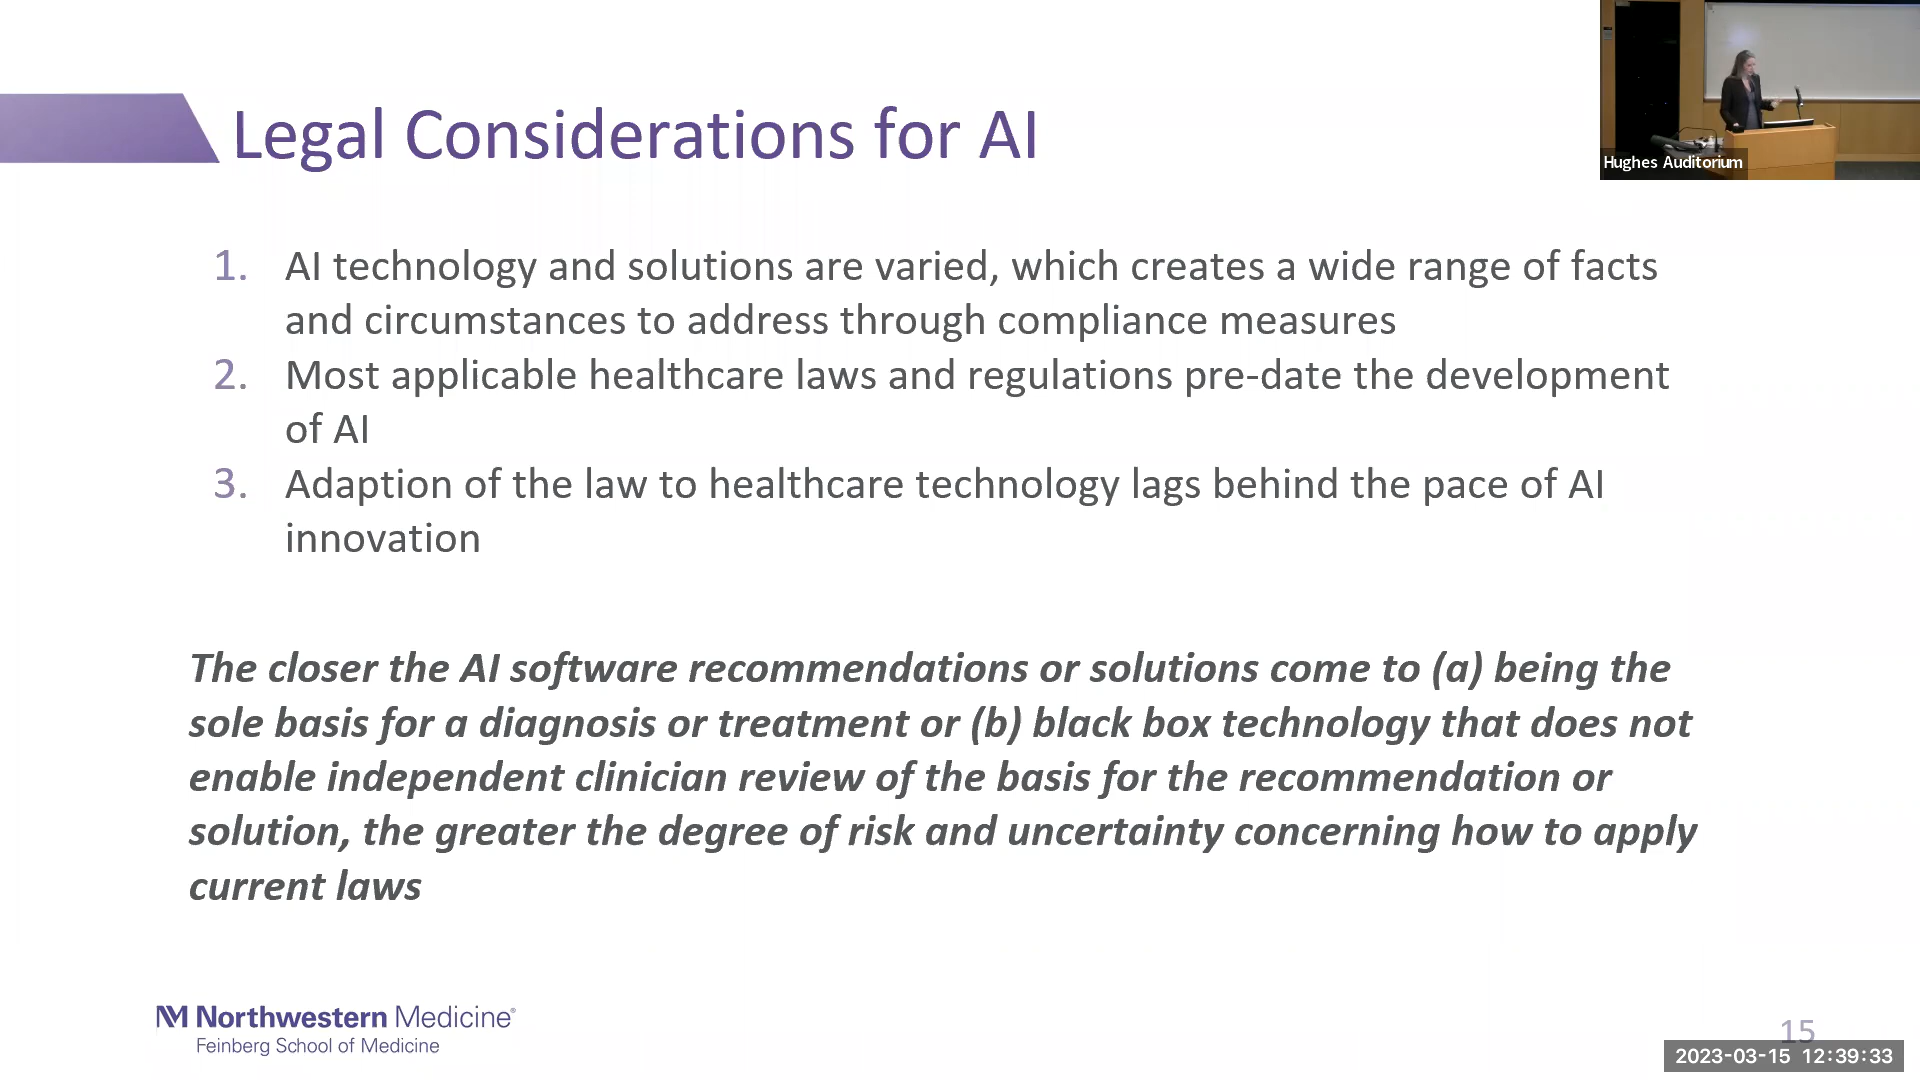 Legal Considerations for AI
Hughes Auditorium
1. AI technology and solutions are varied, which creates a wide range of facts
and circumstances to address through compliance measures
2. Most applicable healthcare laws and regulations pre-date the development
of AI
3. Adaption of the law to healthcare technology lags behind the pace of AI
innovation
The closer the AI software recommendations or solutions come to (a) being the
sole basis for a diagnosis or treatment or (b) black box technology that does not
enable independent clinician review of the basis for the recommendation or
solution, the greater the degree of risk and uncertainty concerning how to apply
current laws
NM Northwestern Medicine®
Feinberg School of Medicine
15
2023-03-15 12:39:33